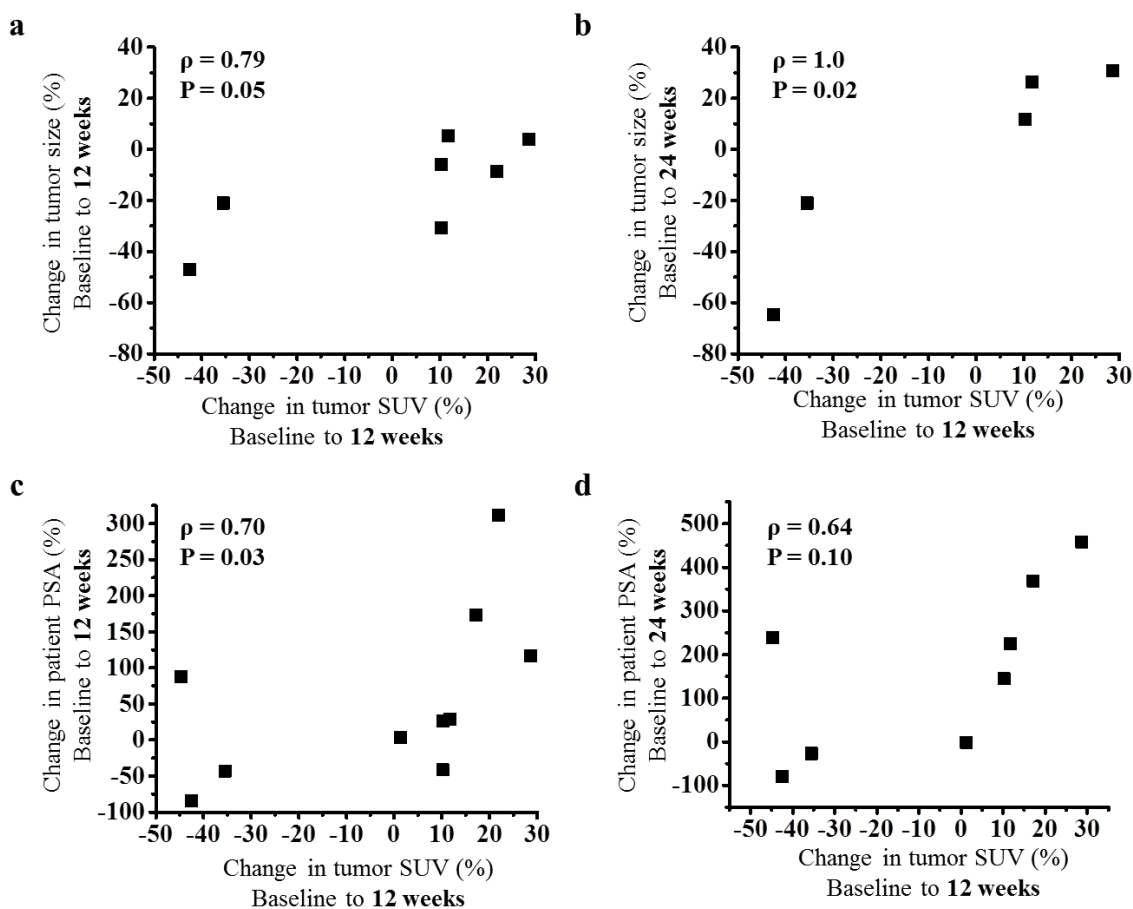 a
ρ = 0.79
P = 0.05
Change in tumor size (%)
Baseline to 12 weeks
40
20
0
-20
-40
-60
-80
-50 -40 -30 -20 -10 0 10 20 30
Change in tumor SUV (%)
Baseline to 12 weeks
b
ρ = 1.0
P = 0.02
Change in tumor size (%)
Baseline to 24 weeks
40
20
0
-20
-40
-60
-80
-50 -40 -30 -20 -10 0 10 20 30
Change in tumor SUV (%)
Baseline to 12 weeks
c
ρ = 0.70
P = 0.03
Change in patient PSA (%)
Baseline to 12 weeks
300
250
200
150
100
50
0
-50
-100
-50 -40 -30 -20 -10 0 10 20 30
Change in tumor SUV (%)
Baseline to 12 weeks
d
ρ = 0.64
P = 0.10
Change in patient PSA (%)
Baseline to 24 weeks
500
400
300
200
100
0
-100
-50 -40 -30 -20 -10 0 10 20 30
Change in tumor SUV (%)
Baseline to 12 weeks